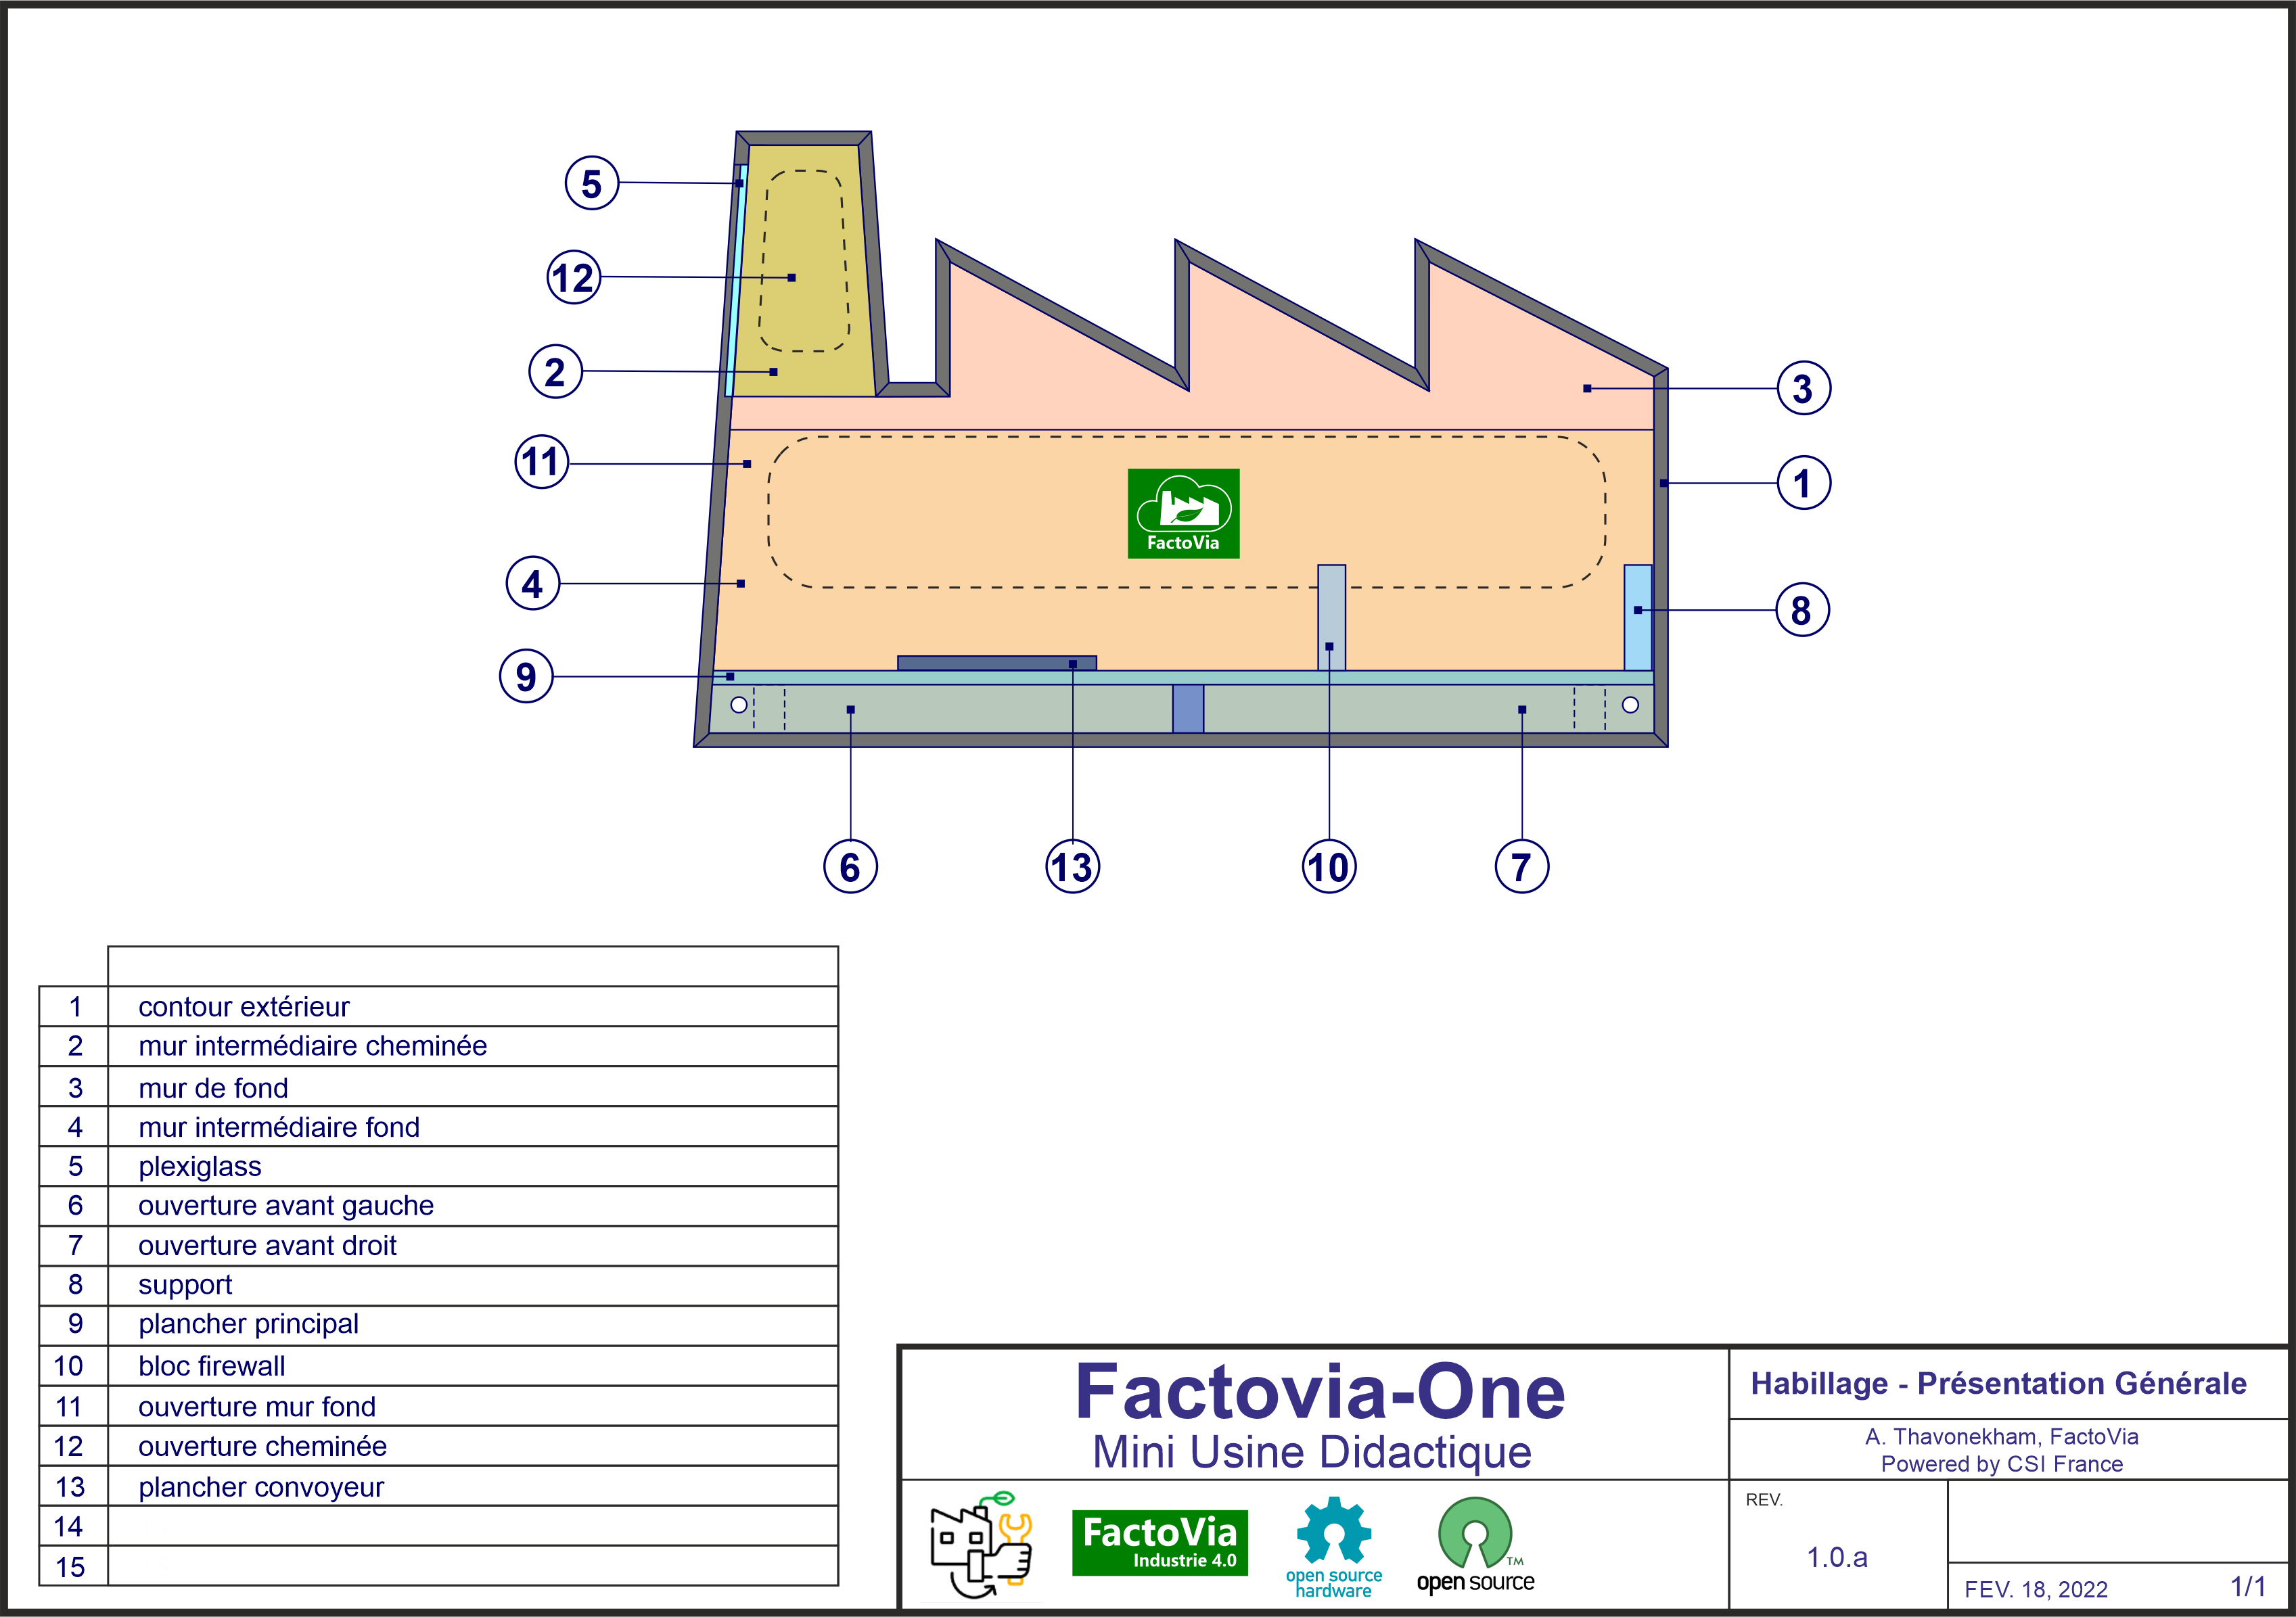 5
12
2
11
4
9
3
1
8
FactoVia
6
13
10
7
1 contour extérieur
2 mur intermédiaire cheminée
3 mur de fond
4 mur intermédiaire fond
5 plexiglass
6 ouverture avant gauche
7 ouverture avant droit
8 support
9 plancher principal
10 bloc firewall
11 ouverture mur fond
12 ouverture cheminée
13 plancher convoyeur
14
15
Factovia-One
Mini Usine Didactique
FactoVia
Industrie 4.0
open source
hardware
open source TM
Habillage - Présentation Générale
A. Thavonekham, FactoVia
Powered by CSI France
REV.
1.0.a
FEV. 18, 2022
1/1